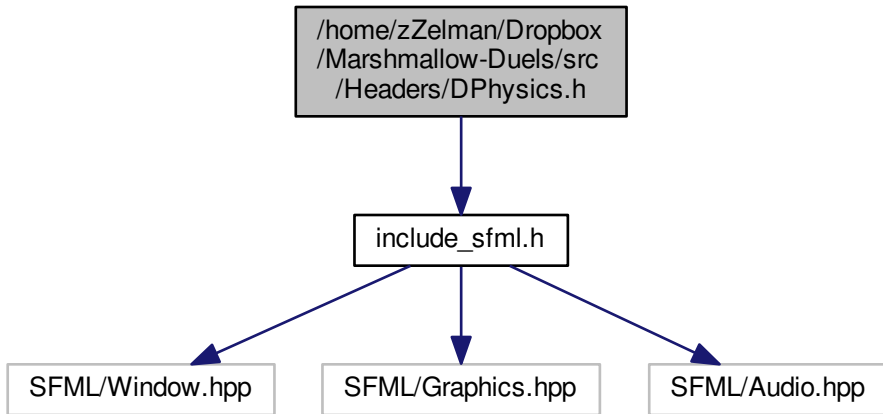 /home/zZelman/Dropbox
/Marshmallow-Duels/src
/Headers/DPhysics.h
include_sfml.h
SFML/Window.hpp
SFML/Graphics.hpp
SFML/Audio.hpp